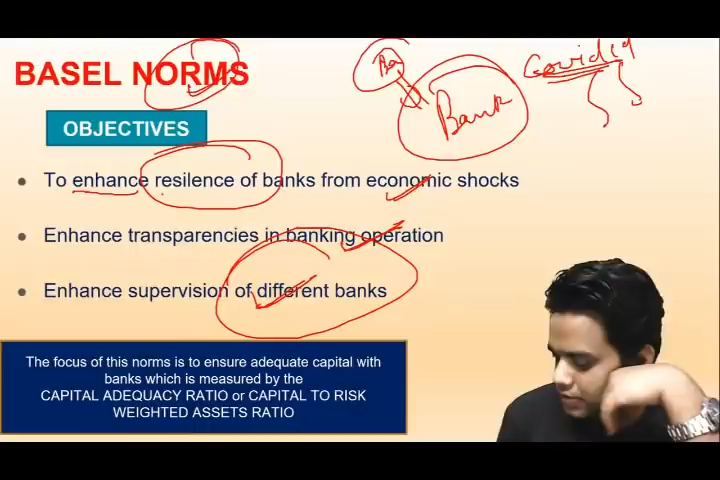 BASEL NORMS
Ba
Bank
Covid19
OBJECTIVES
To enhance resilence of banks from economic shocks
Enhance transparencies in banking operation
Enhance supervision of different banks
The focus of this norms is to ensure adequate capital with
banks which is measured by the
CAPITAL ADEQUACY RATIO or CAPITAL TO RISK
WEIGHTED ASSETS RATIO